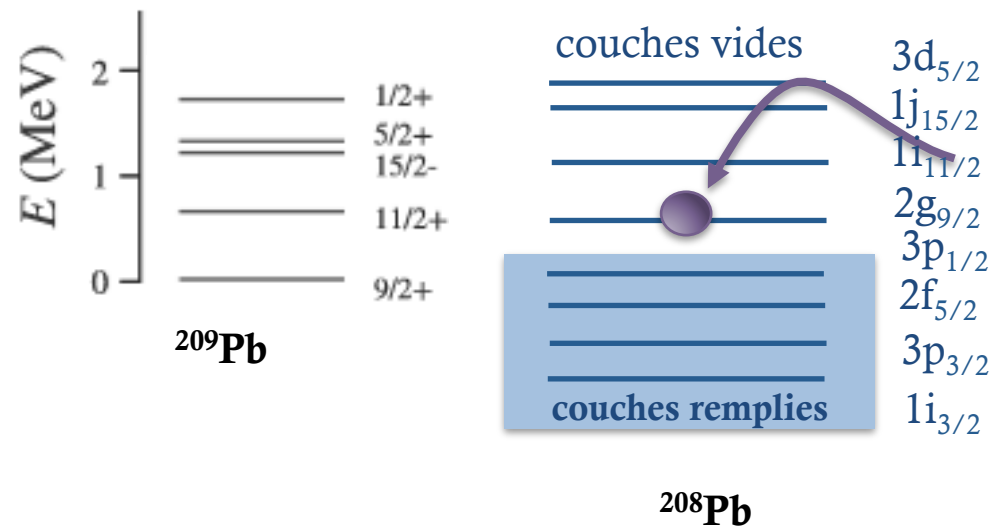 E (MeV)
2
1
0
1/2+
5/2+
15/2-
11/2+
9/2+
²⁰⁹Pb
couches vides
3d₅/₂
1j₁₅/₂
1i₁₁/₂
2g₉/₂
3p₁/₂
2f₅/₂
3p₃/₂
1i₃/₂
couches remplies
²⁰⁸Pb